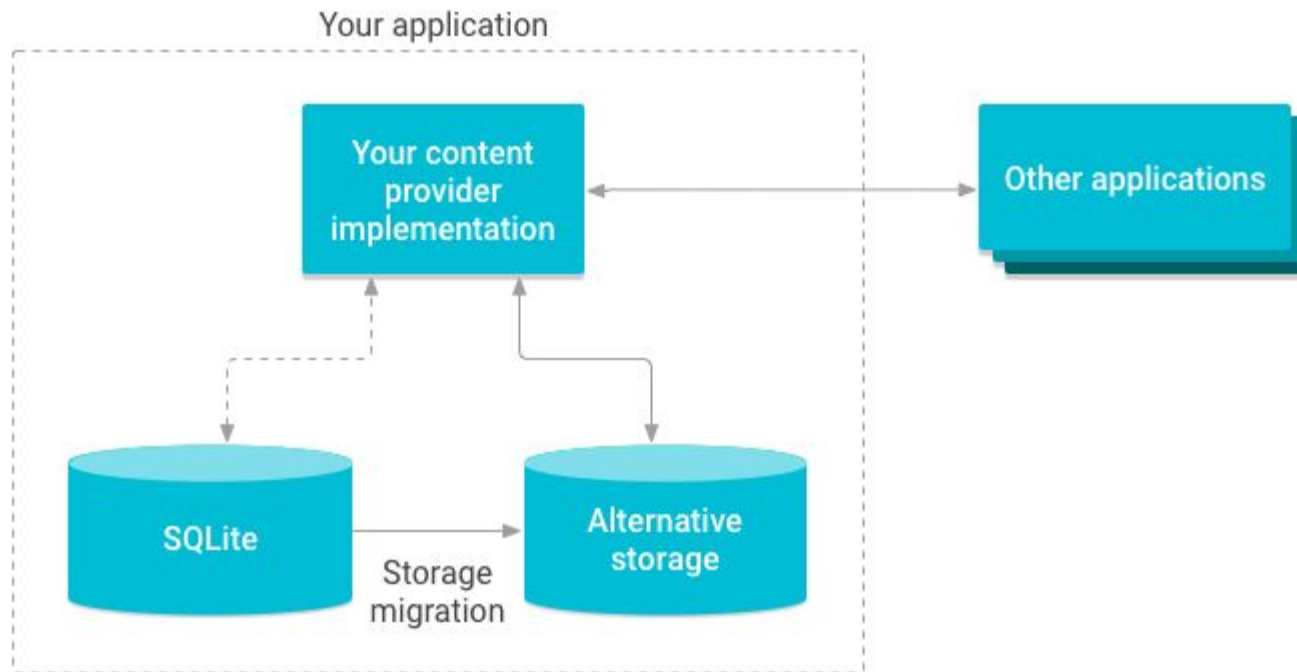 Your application
Your content
provider
implementation
Other applications
SQLite
Alternative
storage
Storage
migration